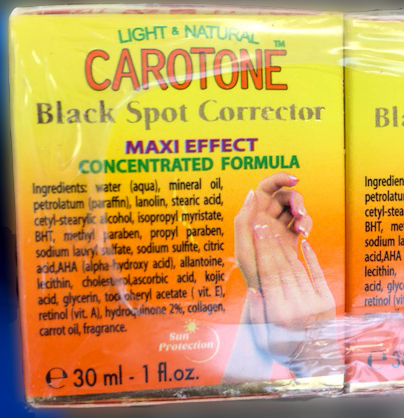 LIGHT & NATURAL
CAROTONE™
Black Spot Corrector
MAXI EFFECT
CONCENTRATED FORMULA
Ingredients: water (aqua), mineral oil,
petrolatum (paraffin), lanolin, stearic acid,
cetyl-stearylic alcohol, isopropyl myristate,
BHT, methyl paraben, propyl paraben,
sodium lauryl sulfate, sodium sulfite, citric
acid,AHA (alpha-hydroxy acid), allantoine,
lecithin, cholesterol,ascorbic acid, kojic
acid, glycerin, tocopheryl acetate ( vit. E),
retinol (vit. A), hydroquinone 2%, collagen,
carrot oil, fragrance.
Sun
Protection
℮ 30 ml - 1 fl.oz.
Bla
Ingredien
petrolatum
cetyl-stea
BHT, me
sodium la
acid,AHA
lecithin,
acid, glyc
retinol (vit